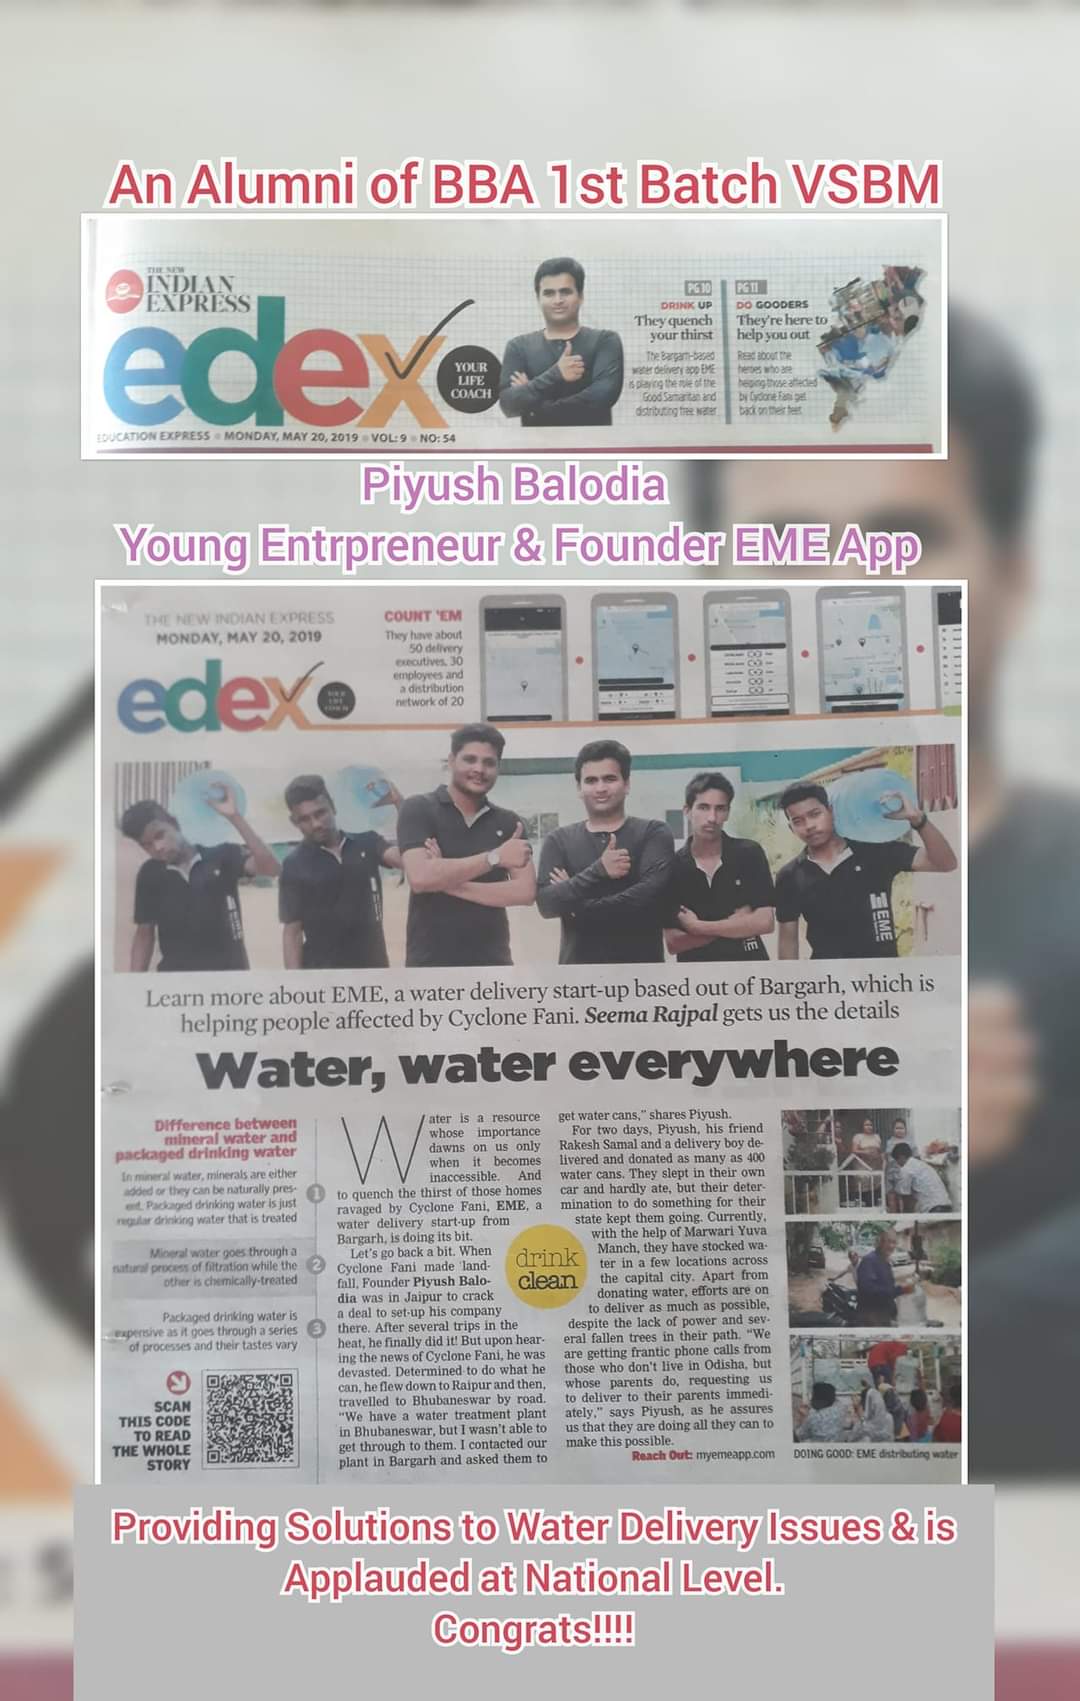 An Alumni of BBA 1st Batch VSBM
THE NEW
INDIAN
EXPRESS
edex
YOUR
LIFE
COACH
EDUCATION EXPRESS MONDAY, MAY 20, 2019 VOL: 9 NO: 54
PG 10
DRINK UP
They quench
your thirst
The Bargarh-based
water delivery app EME
is playing the role of the
Good Samaritan and
distributing free water
PG 11
DO GOODERS
They're here to
help you out
Read about the
heroes who are
helping those affected
by Cyclone Fani get
back on their feet
Piyush Balodia
Young Entrpreneur & Founder EME App
THE NEW INDIAN EXPRESS
MONDAY, MAY 20, 2019
edex
YOUR
LIFE
COACH
COUNT 'EM
They have about
50 delivery
executives, 30
employees and
a distribution
network of 20
EME
Learn more about EME, a water delivery start-up based out of Bargarh, which is
helping people affected by Cyclone Fani. Seema Rajpal gets us the details
Water, water everywhere
Difference between
mineral water and
packaged drinking water
In mineral water, minerals are either
added or they can be naturally pres-
ent. Packaged drinking water is just
regular drinking water that is treated
1
Mineral water goes through a
natural process of filtration while the
other is chemically-treated
2
Packaged drinking water is
expensive as it goes through a series
of processes and their tastes vary
3
SCAN
THIS CODE
TO READ
THE WHOLE
STORY
Water is a resource
whose importance
dawns on us only
when it becomes
inaccessible. And
to quench the thirst of those homes
ravaged by Cyclone Fani, EME, a
water delivery start-up from
Bargarh, is doing its bit.
Let's go back a bit. When
Cyclone Fani made land-
fall, Founder Piyush Balo-
dia was in Jaipur to crack
a deal to set-up his company
there. After several trips in the
heat, he finally did it! But upon hear-
ing the news of Cyclone Fani, he was
devasted. Determined to do what he
can, he flew down to Raipur and then,
travelled to Bhubaneswar by road.
"We have a water treatment plant
in Bhubaneswar, but I wasn't able to
get through to them. I contacted our
plant in Bargarh and asked them to
drink
clean
get water cans," shares Piyush.
For two days, Piyush, his friend
Rakesh Samal and a delivery boy de-
livered and donated as many as 400
water cans. They slept in their own
car and hardly ate, but their deter-
mination to do something for their
state kept them going. Currently,
with the help of Marwari Yuva
Manch, they have stocked wa-
ter in a few locations across
the capital city. Apart from
donating water, efforts are on
to deliver as much as possible,
despite the lack of power and sev-
eral fallen trees in their path. "We
are getting frantic phone calls from
those who don't live in Odisha, but
whose parents do, requesting us
to deliver to their parents immedi-
ately," says Piyush, as he assures
us that they are doing all they can to
make this possible.
Reach Out: myemeapp.com
DOING GOOD: EME distributing water
Providing Solutions to Water Delivery Issues & is
Applauded at National Level.
Congrats!!!!